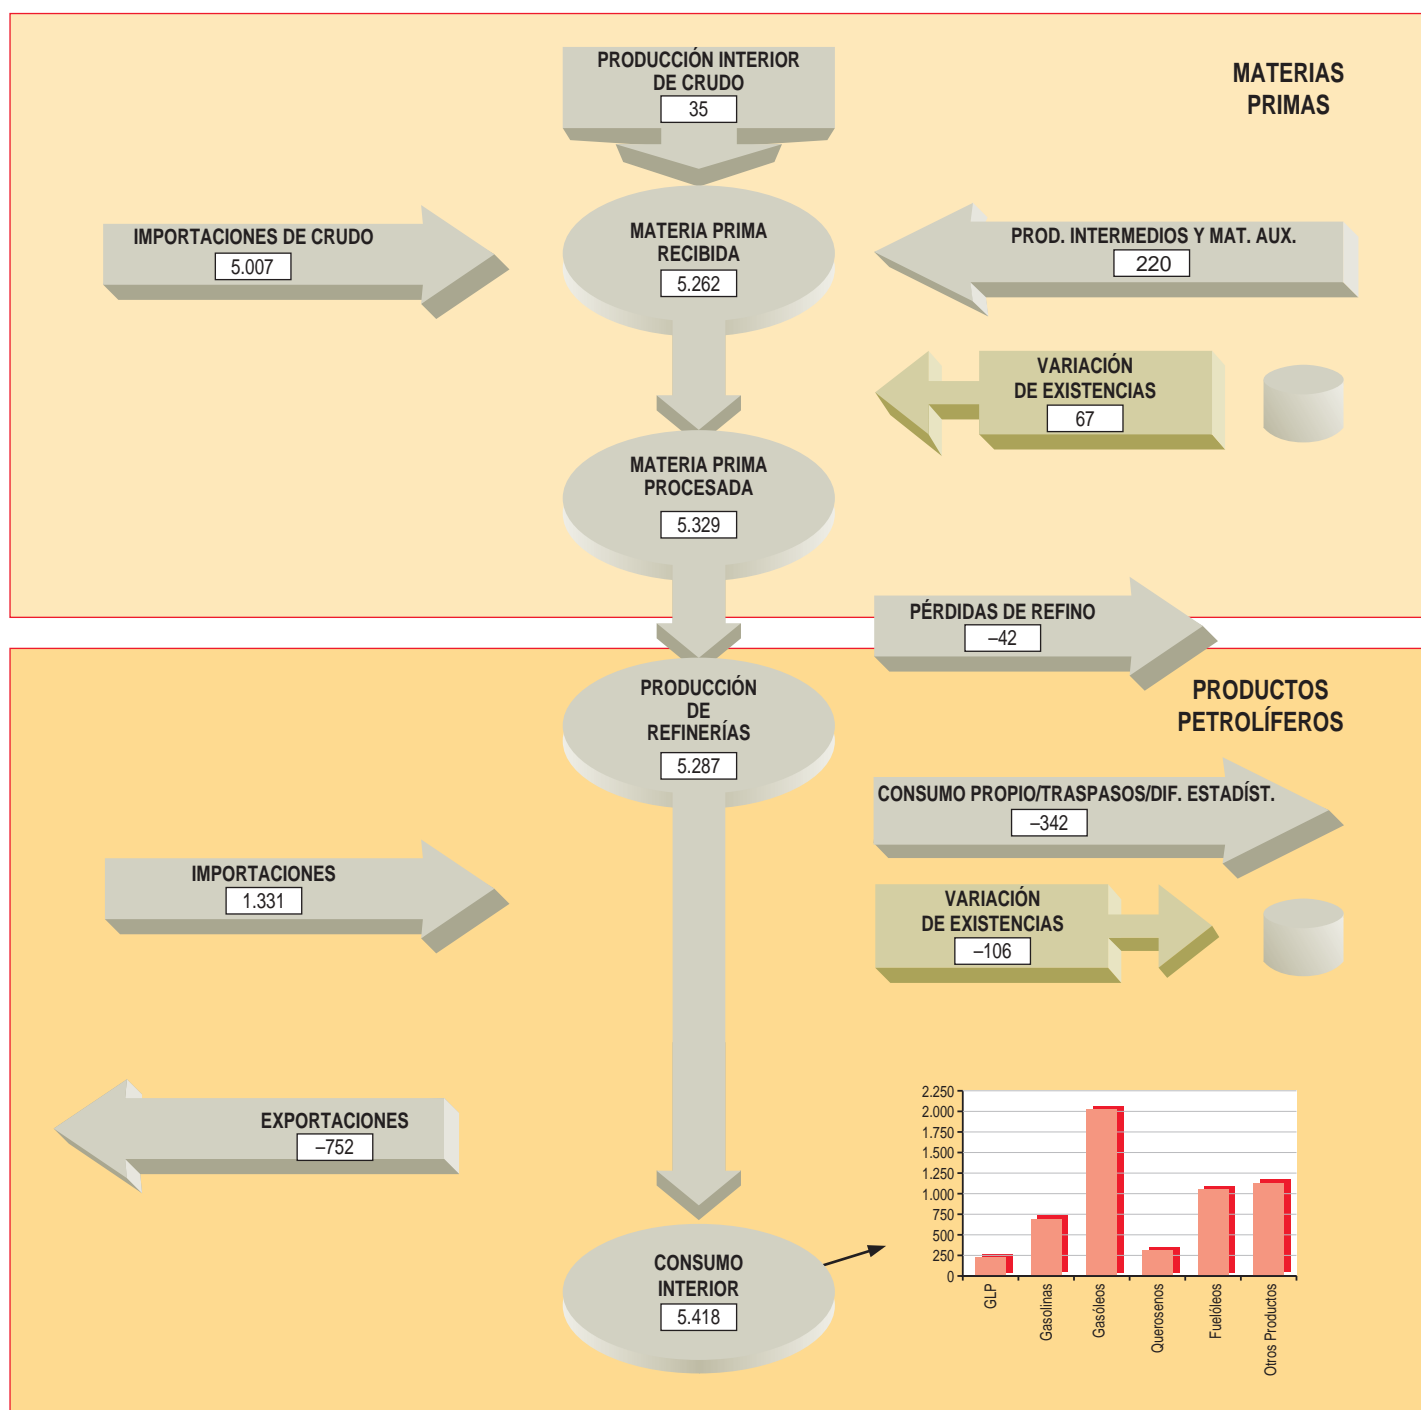 PRODUCCIÓN INTERIOR
DE CRUDO
35
MATERIAS
PRIMAS
IMPORTACIONES DE CRUDO
5.007
MATERIA PRIMA
RECIBIDA
5.262
PROD. INTERMEDIOS Y MAT. AUX.
220
VARIACIÓN
DE EXISTENCIAS
67
MATERIA PRIMA
PROCESADA
5.329
PÉRDIDAS DE REFINO
–42
PRODUCCIÓN
DE
REFINERÍAS
5.287
PRODUCTOS
PETROLÍFEROS
CONSUMO PROPIO/TRASPASOS/DIF. ESTADÍST.
–342
IMPORTACIONES
1.331
VARIACIÓN
DE EXISTENCIAS
–106
EXPORTACIONES
–752
CONSUMO
INTERIOR
5.418
2.250
2.000
1.750
1.500
1.250
1.000
750
500
250
0
GLP
Gasolinas
Gasóleos
Querosenos
Fuelóleos
Otros Productos